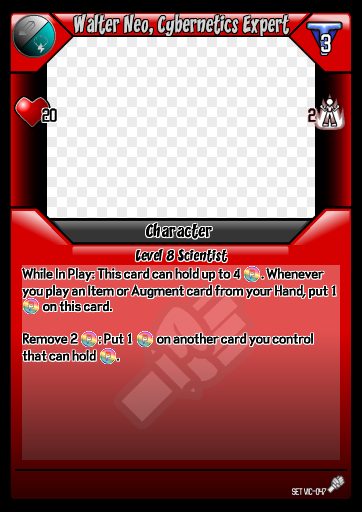 Walter Neo, Cybernetics Expert
3
20
2
Character
Level 8 Scientist
While In Play: This card can hold up to 4 . Whenever
you play an Item or Augment card from your Hand, put 1
on this card.
Remove 2 : Put 1 on another card you control
that can hold .
SET VIC-047